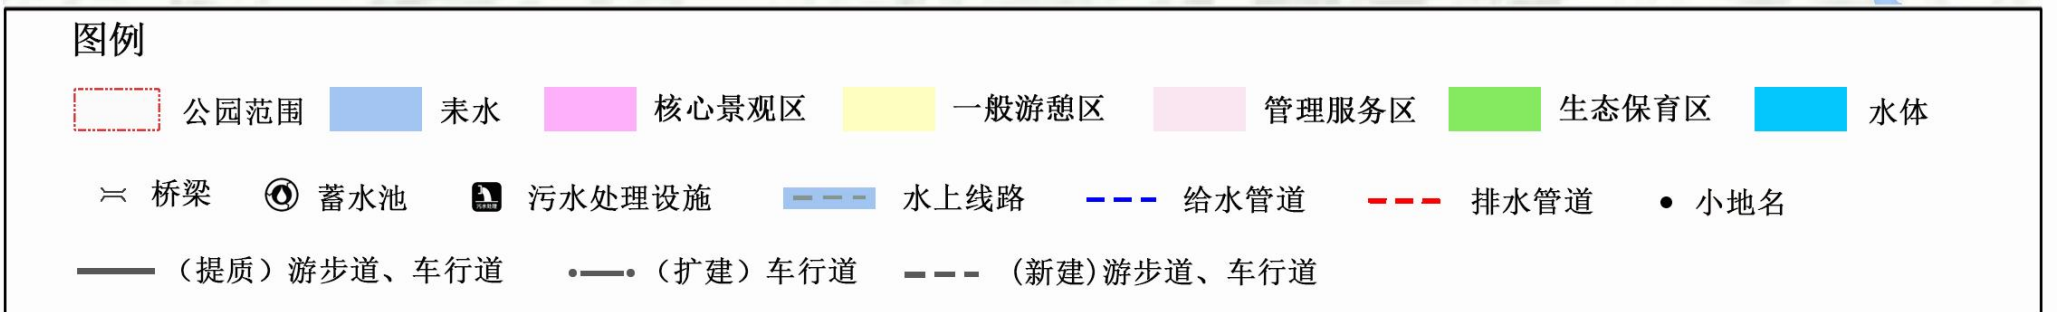 图例
公园范围 耒水 核心景观区 一般游憩区 管理服务区 生态保育区 水体
桥梁 蓄水池 污水处理设施 水上线路 给水管道 排水管道 小地名
（提质）游步道、车行道 （扩建）车行道 (新建)游步道、车行道